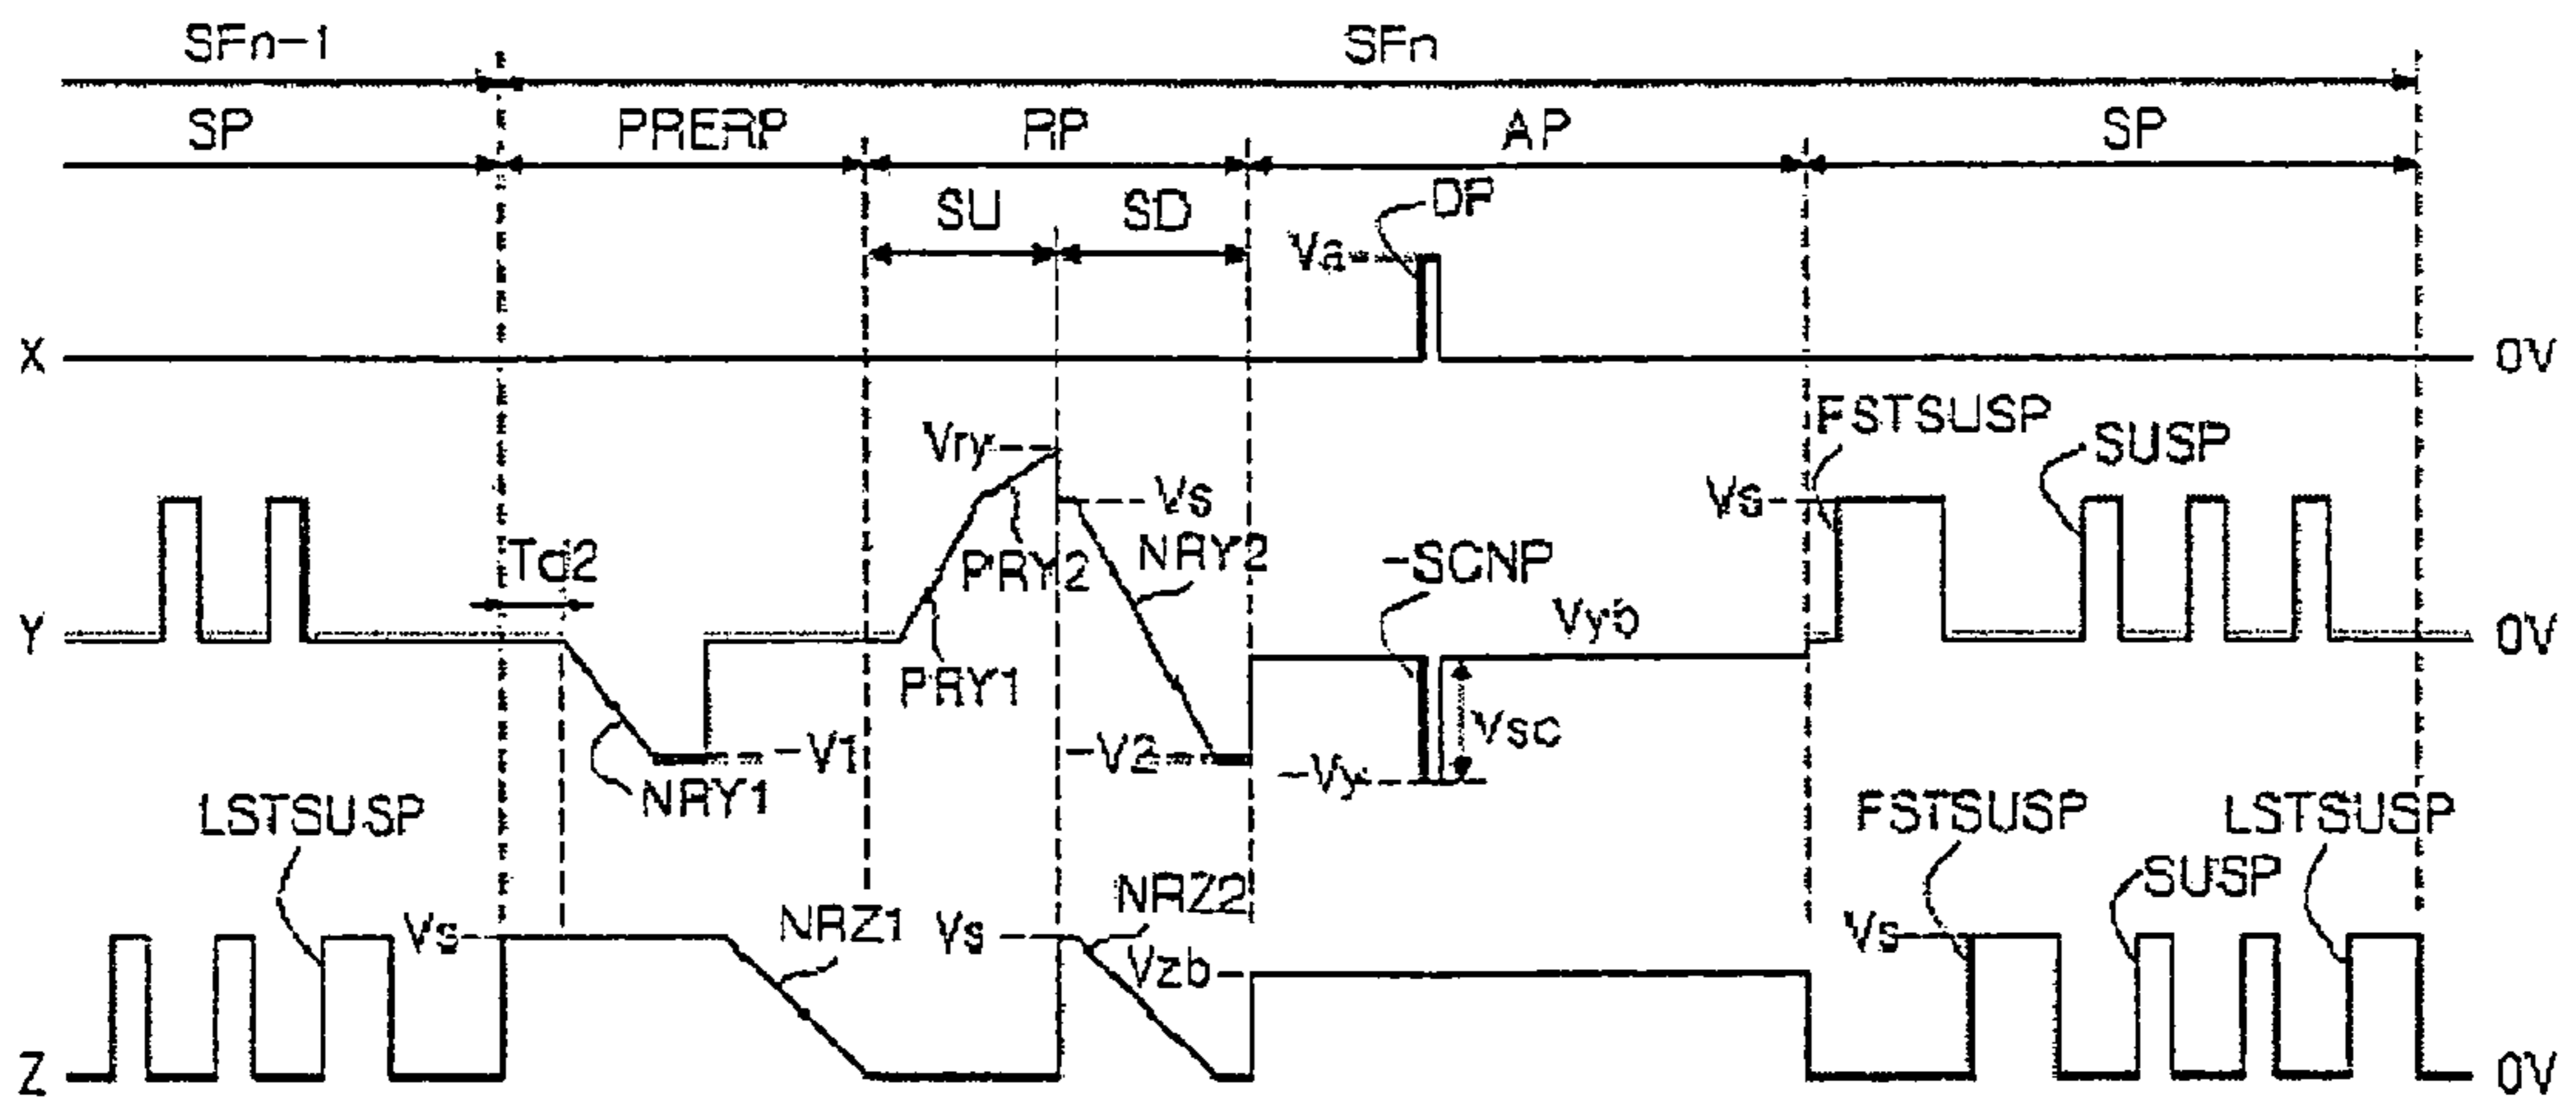 SFn-1 SFn
SP PRERP RP AP SP
SU SD DP
Va
X 0V
Vry FSTSUSP SUSP
Vs Vs
Td2 PRY2 NRY2 -SCNP
Y Vyb 0V
PRY1
-V1 -V2 Vsc
-Vy
NRY1
LSTSUSP FSTSUSP LSTSUSP
NRZ2 SUSP
Vs NRZ1 Vs Vs
Vzb
Z 0V